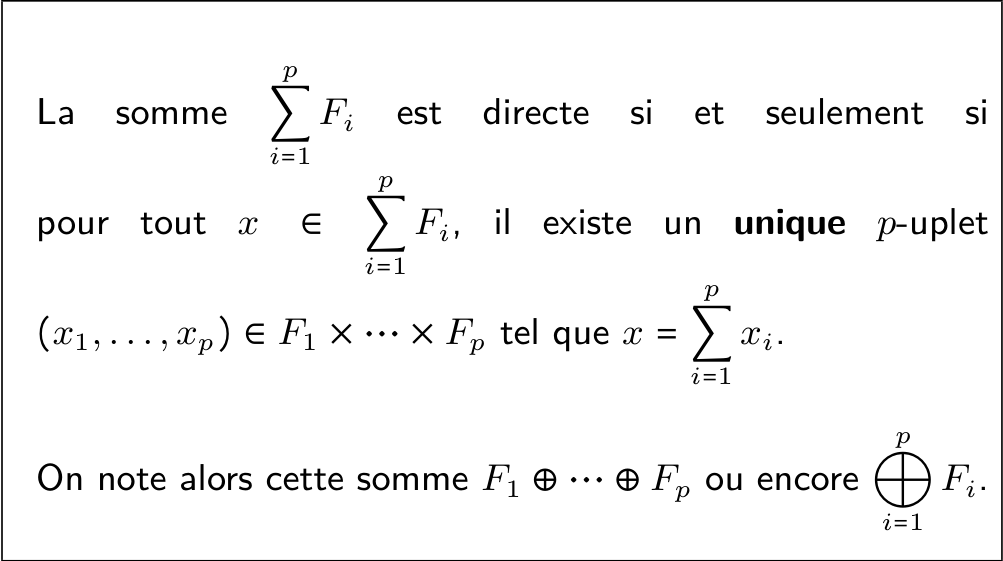 La somme $\sum_{i=1}^{p} F_i$ est directe si et seulement si
pour tout $x \in \sum_{i=1}^{p} F_i$, il existe un unique $p$-uplet
$(x_1, \ldots, x_p) \in F_1 \times \cdots \times F_p$ tel que $x = \sum_{i=1}^{p} x_i$.
On note alors cette somme $F_1 \oplus \cdots \oplus F_p$ ou encore $\bigoplus_{i=1}^{p} F_i$.